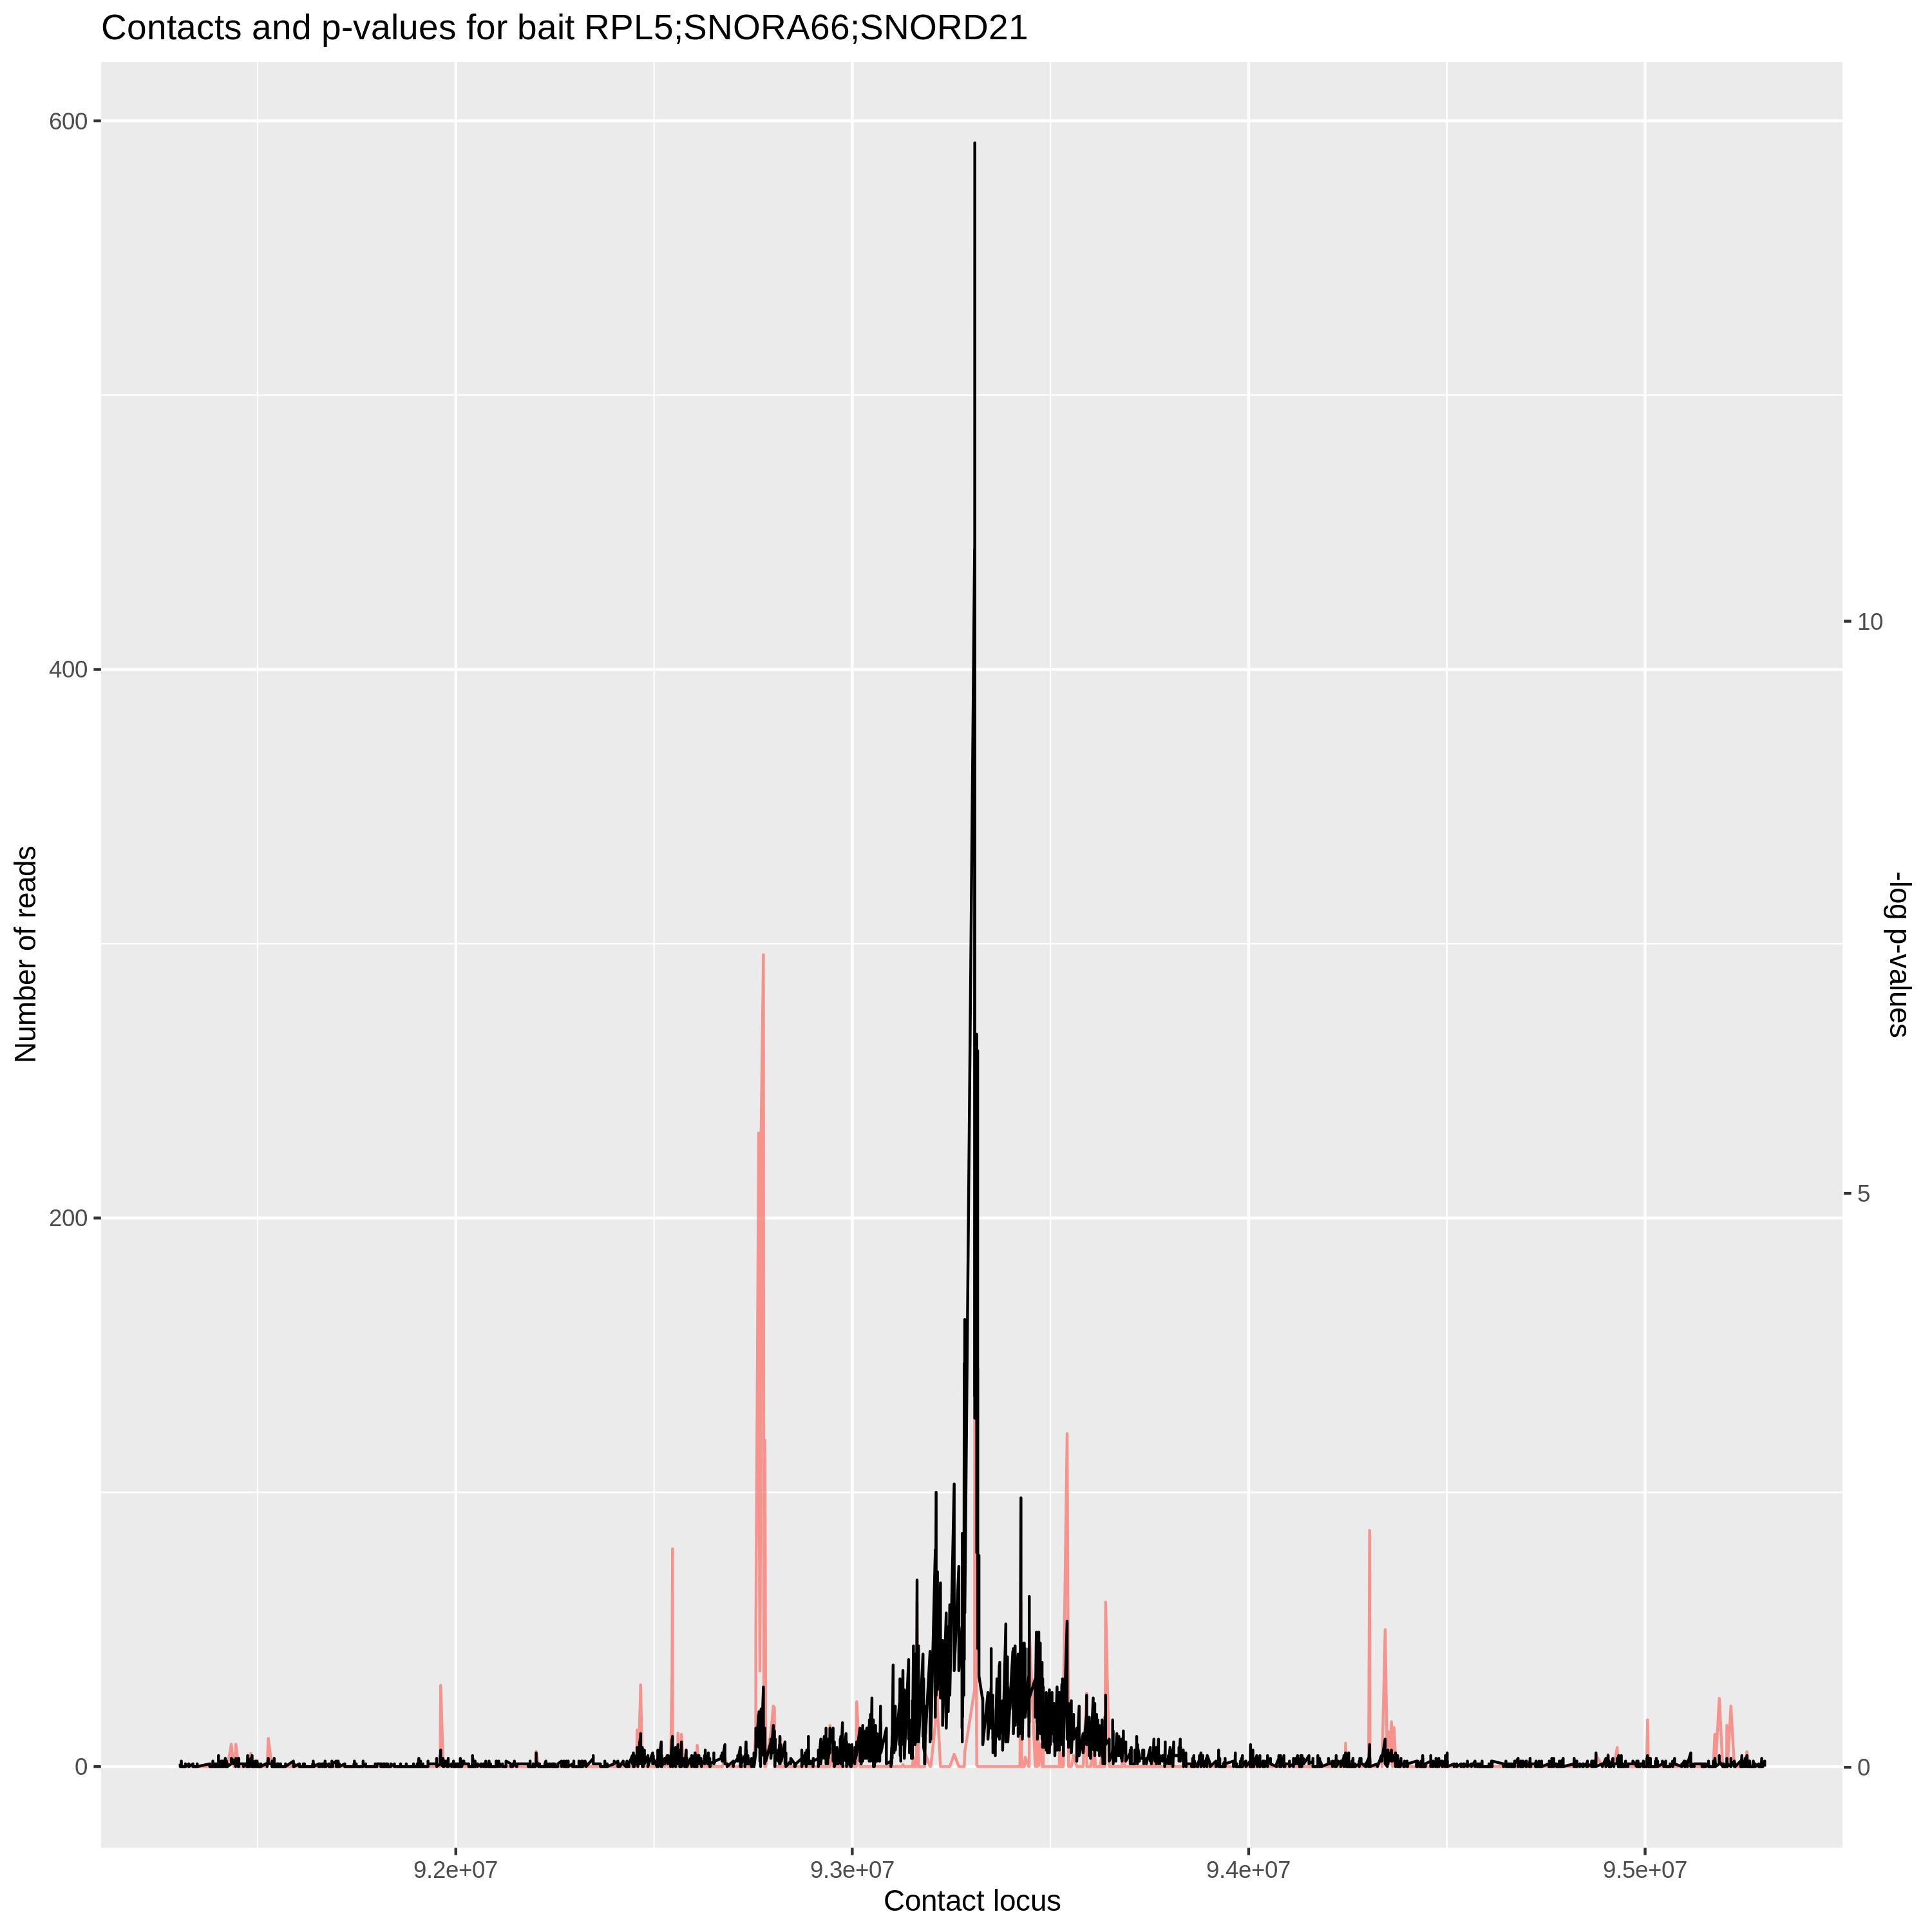 Contacts and p-values for bait RPL5;SNORA66;SNORD21
600
400
200
0
Number of reads
10
5
0
-log p-values
9.2e+07
9.3e+07
9.4e+07
9.5e+07
Contact locus